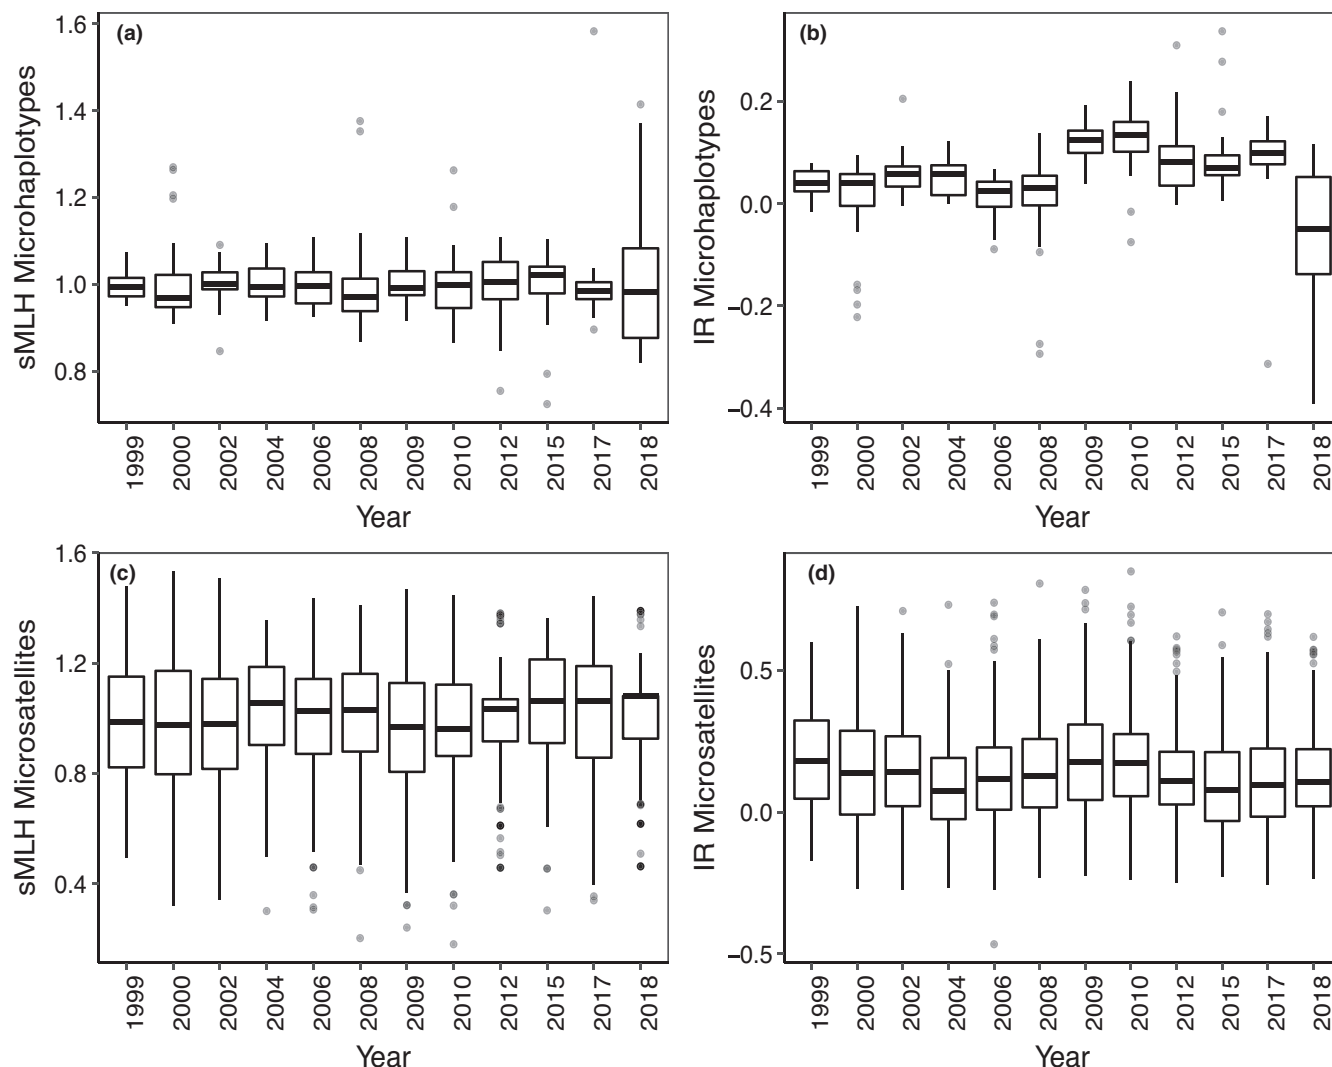 (a)
sMLH Microhaplotypes
1.6
1.4
1.2
1.0
0.8
1999 2000 2002 2004 2006 2008 2009 2010 2012 2015 2017 2018
Year
(b)
IR Microhaplotypes
0.2
0.0
−0.2
−0.4
1999 2000 2002 2004 2006 2008 2009 2010 2012 2015 2017 2018
Year
(c)
sMLH Microsatellites
1.6
1.2
0.8
0.4
1999 2000 2002 2004 2006 2008 2009 2010 2012 2015 2017 2018
Year
(d)
IR Microsatellites
0.5
0.0
−0.5
1999 2000 2002 2004 2006 2008 2009 2010 2012 2015 2017 2018
Year